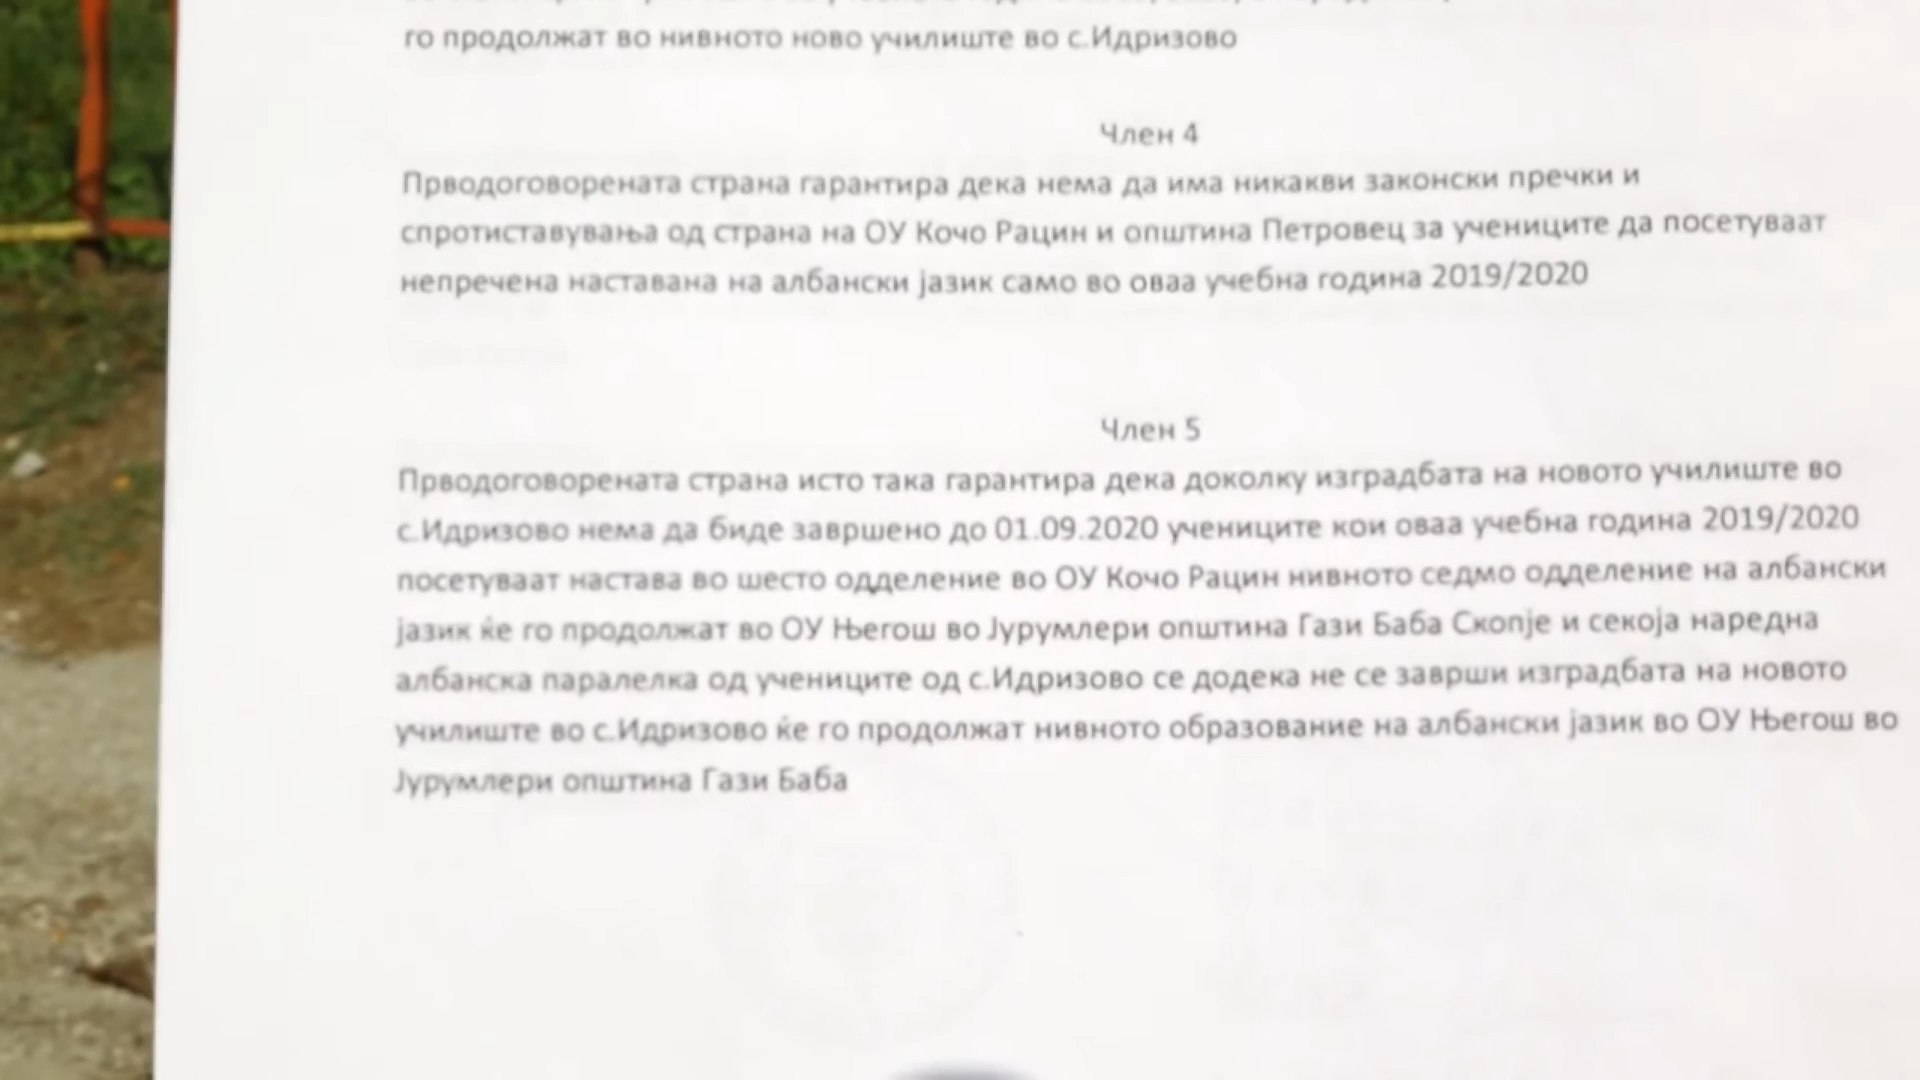 го продолжат во нивното ново училиште во с.Идризово
Член 4
Прводоговорената страна гарантира дека нема да има никакви законски пречки и
спротиставувања од страна на ОУ Кочо Рацин и општина Петровец за учениците да посетуваат
непречена наставана на албански јазик само во оваа учебна година 2019/2020
Член 5
Прводоговорената страна исто така гарантира дека доколку изградбата на новото училиште во
с.Идризово нема да биде завршено до 01.09.2020 учениците кои оваа учебна година 2019/2020
посетуваат настава во шесто одделение во ОУ Кочо Рацин нивното седмо одделение на албански
јазик ќе го продолжат во ОУ Његош во Јурумлери општина Гази Баба Скопје и секоја наредна
албанска паралелка од учениците од с.Идризово се додека не се заврши изградбата на новото
училиште во с.Идризово ќе го продолжат нивното образование на албански јазик во ОУ Његош во
Јурумлери општина Гази Баба